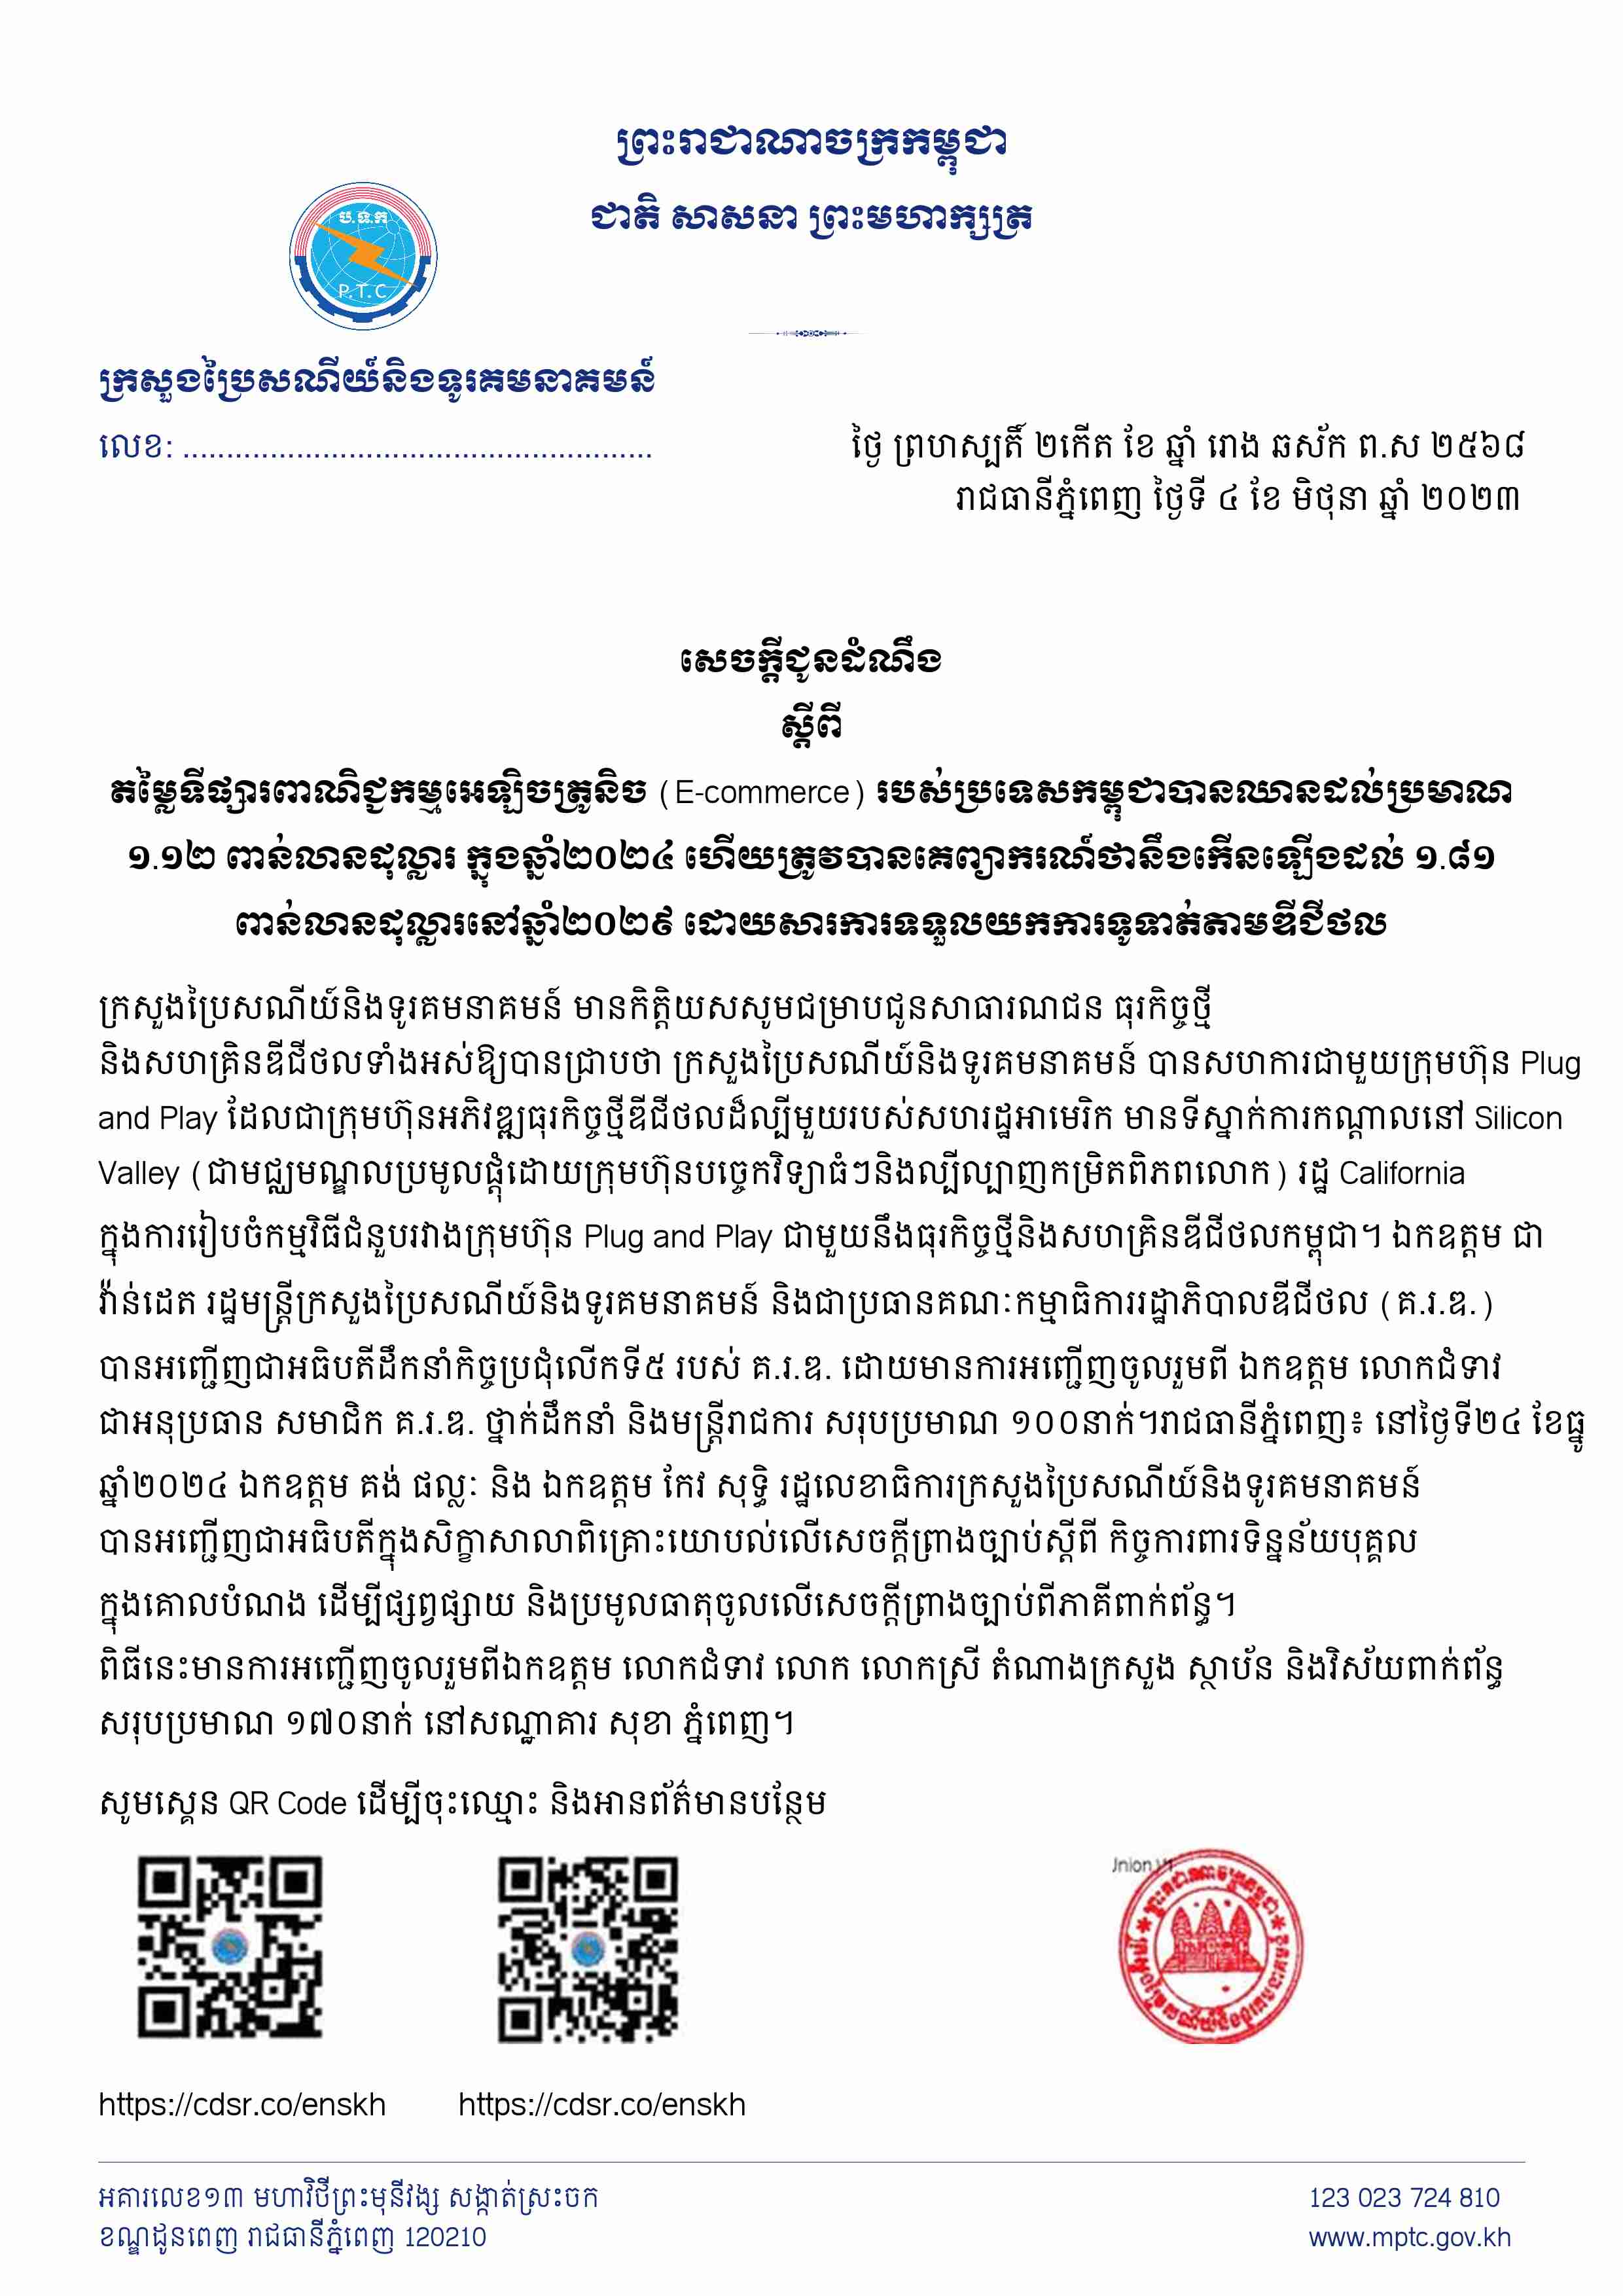 ព្រះរាជាណាចក្រកម្ពុជា
ជាតិ សាសនា ព្រះមហាក្សត្រ
ប.ទ.ក
P.T.C
ក្រសួងប្រៃសណីយ៍និងទូរគមនាគមន៍
លេខ: ......................................................
ថ្ងៃ ព្រហស្បតិ៍ ២កើត ខែ ឆ្នាំ រោង ឆស័ក ព.ស ២៥៦៨
រាជធានីភ្នំពេញ ថ្ងៃទី ៤ ខែ មិថុនា ឆ្នាំ ២០២៣
សេចក្តីជូនដំណឹង
ស្តីពី
តម្លៃទីផ្សារពាណិជ្ជកម្មអេឡិចត្រូនិច (E-commerce) របស់ប្រទេសកម្ពុជាបានឈានដល់ប្រមាណ
១.១២ ពាន់លានដុល្លារ ក្នុងឆ្នាំ២០២៤ ហើយត្រូវបានគេព្យាករណ៍ថានឹងកើនឡើងដល់ ១.៨១
ពាន់លានដុល្លារនៅឆ្នាំ២០២៩ ដោយសារការទទួលយកការទូទាត់តាមឌីជីថល
ក្រសួងប្រៃសណីយ៍និងទូរគមនាគមន៍ មានកិត្តិយសសូមជម្រាបជូនសាធារណជន ធុរកិច្ចថ្មី
និងសហគ្រិនឌីជីថលទាំងអស់ឱ្យបានជ្រាបថា ក្រសួងប្រៃសណីយ៍និងទូរគមនាគមន៍ បានសហការជាមួយក្រុមហ៊ុន Plug
and Play ដែលជាក្រុមហ៊ុនអភិវឌ្ឍធុរកិច្ចថ្មីឌីជីថលដ៏ល្បីមួយរបស់សហរដ្ឋអាមេរិក មានទីស្នាក់ការកណ្តាលនៅ Silicon
Valley (ជាមជ្ឈមណ្ឌលប្រមូលផ្តុំដោយក្រុមហ៊ុនបច្ចេកវិទ្យាធំៗនិងល្បីល្បាញកម្រិតពិភពលោក) រដ្ឋ California
ក្នុងការរៀបចំកម្មវិធីជំនួបរវាងក្រុមហ៊ុន Plug and Play ជាមួយនឹងធុរកិច្ចថ្មីនិងសហគ្រិនឌីជីថលកម្ពុជា។ ឯកឧត្តម ជា
វ៉ាន់ដេត រដ្ឋមន្ត្រីក្រសួងប្រៃសណីយ៍និងទូរគមនាគមន៍ និងជាប្រធានគណៈកម្មាធិការរដ្ឋាភិបាលឌីជីថល (គ.រ.ឌ.)
បានអញ្ជើញជាអធិបតីដឹកនាំកិច្ចប្រជុំលើកទី៥ របស់ គ.រ.ឌ. ដោយមានការអញ្ជើញចូលរួមពី ឯកឧត្តម លោកជំទាវ
ជាអនុប្រធាន សមាជិក គ.រ.ឌ. ថ្នាក់ដឹកនាំ និងមន្ត្រីរាជការ សរុបប្រមាណ ១០០នាក់។រាជធានីភ្នំពេញ៖ នៅថ្ងៃទី២៤ ខែធ្នូ
ឆ្នាំ២០២៤ ឯកឧត្តម គង់ ផល្លៈ និង ឯកឧត្តម កែវ សុទ្ធិ រដ្ឋលេខាធិការក្រសួងប្រៃសណីយ៍និងទូរគមនាគមន៍
បានអញ្ជើញជាអធិបតីក្នុងសិក្ខាសាលាពិគ្រោះយោបល់លើសេចក្តីព្រាងច្បាប់ស្តីពី កិច្ចការពារទិន្នន័យបុគ្គល
ក្នុងគោលបំណង ដើម្បីផ្សព្វផ្សាយ និងប្រមូលធាតុចូលលើសេចក្តីព្រាងច្បាប់ពីភាគីពាក់ព័ន្ធ។
ពិធីនេះមានការអញ្ជើញចូលរួមពីឯកឧត្តម លោកជំទាវ លោក លោកស្រី តំណាងក្រសួង ស្ថាប័ន និងវិស័យពាក់ព័ន្ធ
សរុបប្រមាណ ១៧០នាក់ នៅសណ្ឋាគារ សុខា ភ្នំពេញ។
សូមស្កេន QR Code ដើម្បីចុះឈ្មោះ និងអានព័ត៌មានបន្ថែម
ព្រះរាជាណាចក្រកម្ពុជា
ក្រសួងប្រៃសណីយ៍និងទូរគមនាគមន៍
https://cdsr.co/enskh
https://cdsr.co/enskh
អគារលេខ១៣ មហាវិថីព្រះមុនីវង្ស សង្កាត់ស្រះចក
ខណ្ឌដូនពេញ រាជធានីភ្នំពេញ 120210
123 023 724 810
www.mptc.gov.kh